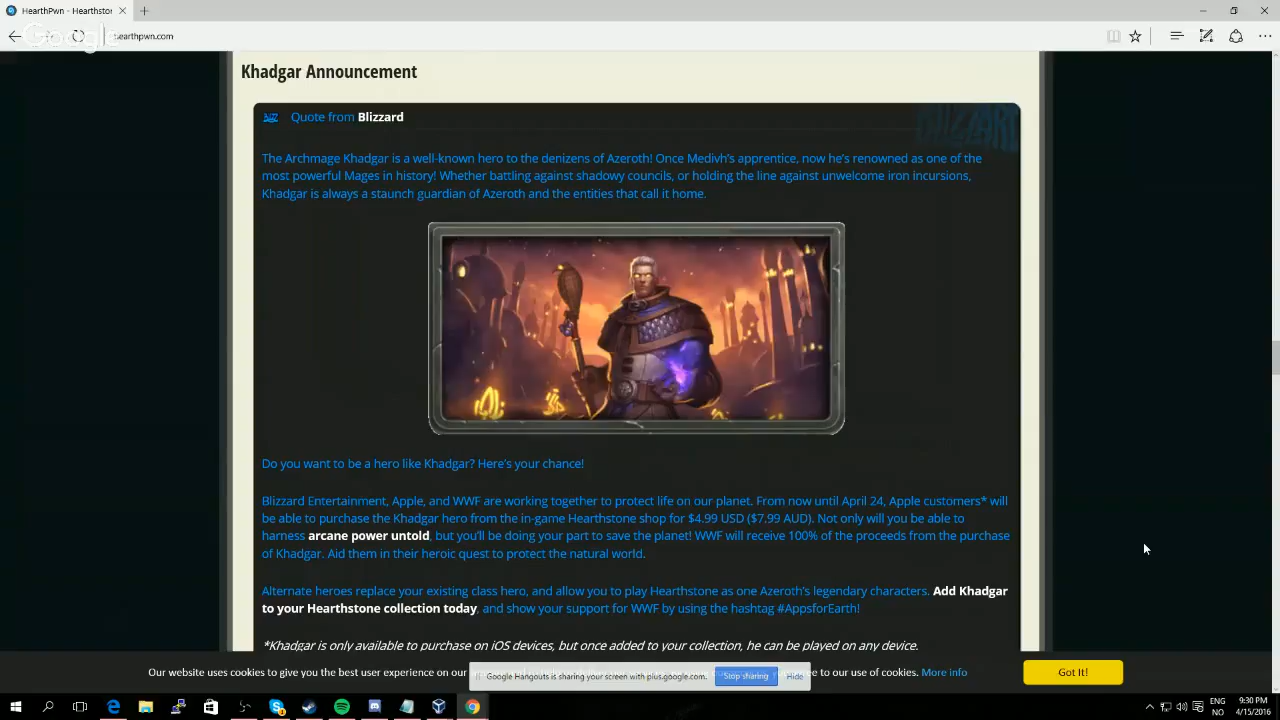 HearthPwn - Hearthston
Google
earthpwn.com
Khadgar Announcement
Quote from Blizzard
BLIZZARD
The Archmage Khadgar is a well-known hero to the denizens of Azeroth! Once Medivh's apprentice, now he's renowned as one of the
most powerful Mages in history! Whether battling against shadowy councils, or holding the line against unwelcome iron incursions,
Khadgar is always a staunch guardian of Azeroth and the entities that call it home.
Do you want to be a hero like Khadgar? Here's your chance!
Blizzard Entertainment, Apple, and WWF are working together to protect life on our planet. From now until April 24, Apple customers* will
be able to purchase the Khadgar hero from the in-game Hearthstone shop for $4.99 USD ($7.99 AUD). Not only will you be able to
harness arcane power untold, but you'll be doing your part to save the planet! WWF will receive 100% of the proceeds from the purchase
of Khadgar. Aid them in their heroic quest to protect the natural world.
Alternate heroes replace your existing class hero, and allow you to play Hearthstone as one Azeroth's legendary characters. Add Khadgar
to your Hearthstone collection today, and show your support for WWF by using the hashtag #AppsforEarth!
*Khadgar is only available to purchase on iOS devices, but once added to your collection, he can be played on any device.
Our website uses cookies to give you the best user experience on our to our use of cookies. More info
Got It!
Google Hangouts is sharing your screen with plus.google.com. Stop sharing Hide
ENG 9:30 PM
NO 4/15/2016